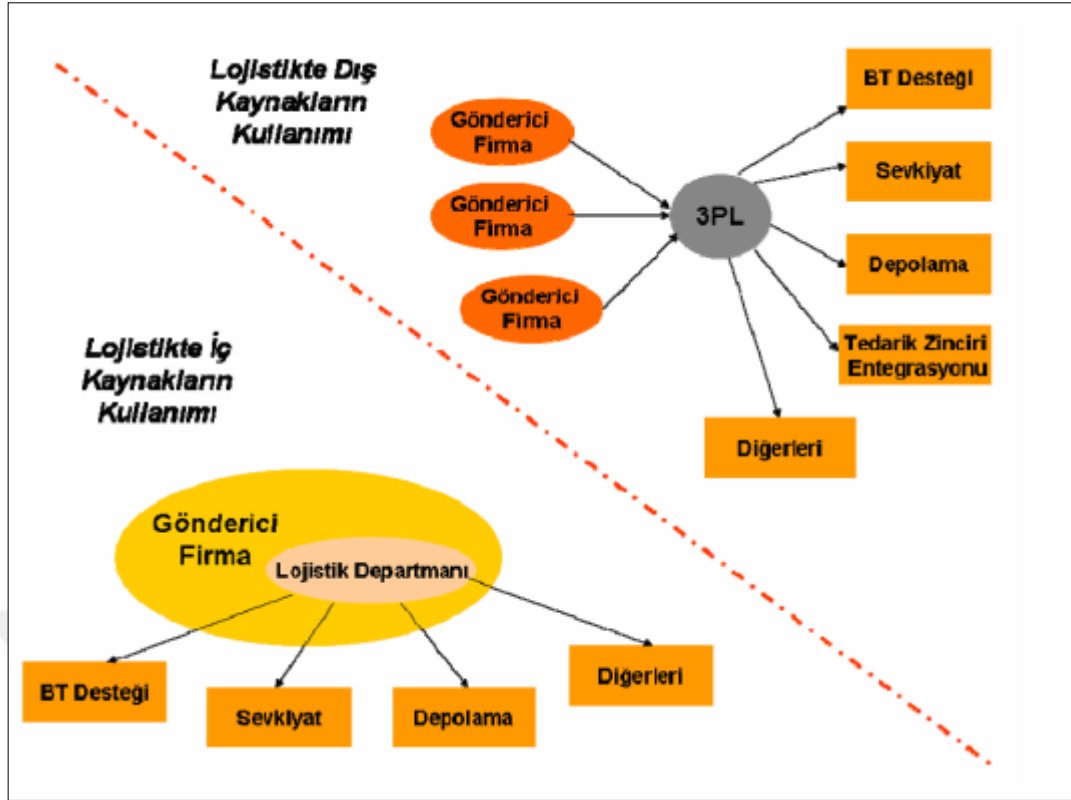 Lojistikte Dış
Kaynakların
Kullanımı
Gönderici
Firma
Gönderici
Firma
Gönderici
Firma
3PL
BT Desteği
Sevkiyat
Depolama
Tedarik Zinciri
Entegrasyonu
Diğerleri
Lojistikte İç
Kaynakların
Kullanımı
Gönderici
Firma
Lojistik Departmanı
BT Desteği
Sevkiyat
Depolama
Diğerleri